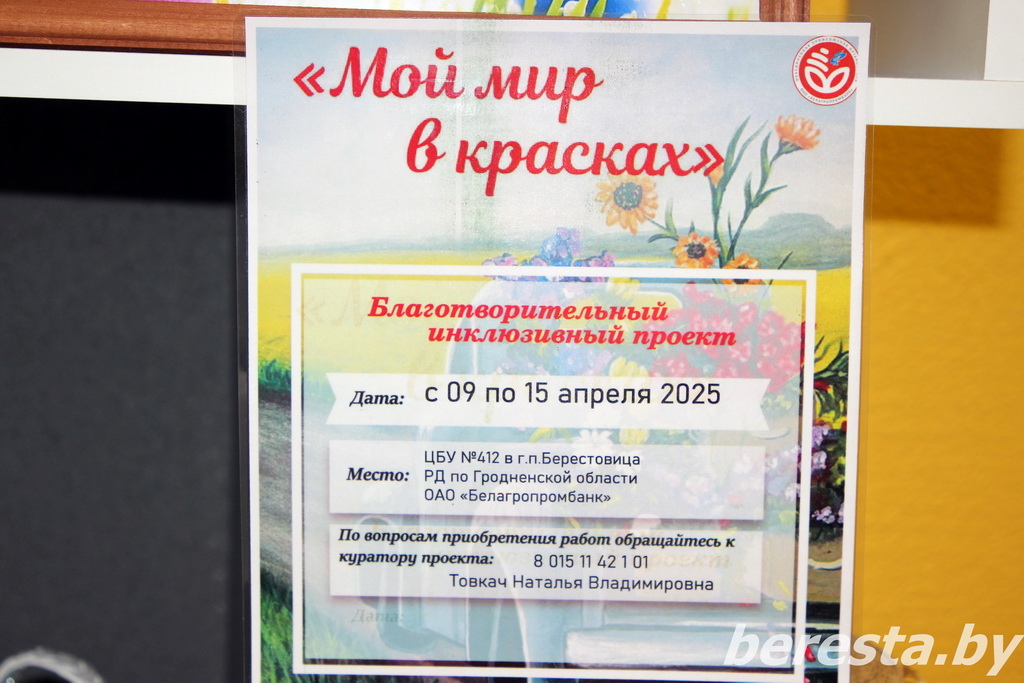 «Мой мир
в красках»
Благотворительный
инклюзивный проект
Дата: с 09 по 15 апреля 2025
Место: ЦБУ №412 в г.п.Берестовица
РД по Гродненской области
ОАО «Белагропромбанк»
По вопросам приобретения работ обращайтесь к
куратору проекта: 8 015 11 42 1 01
Товкач Наталья Владимировна
Дата:
beresta.by